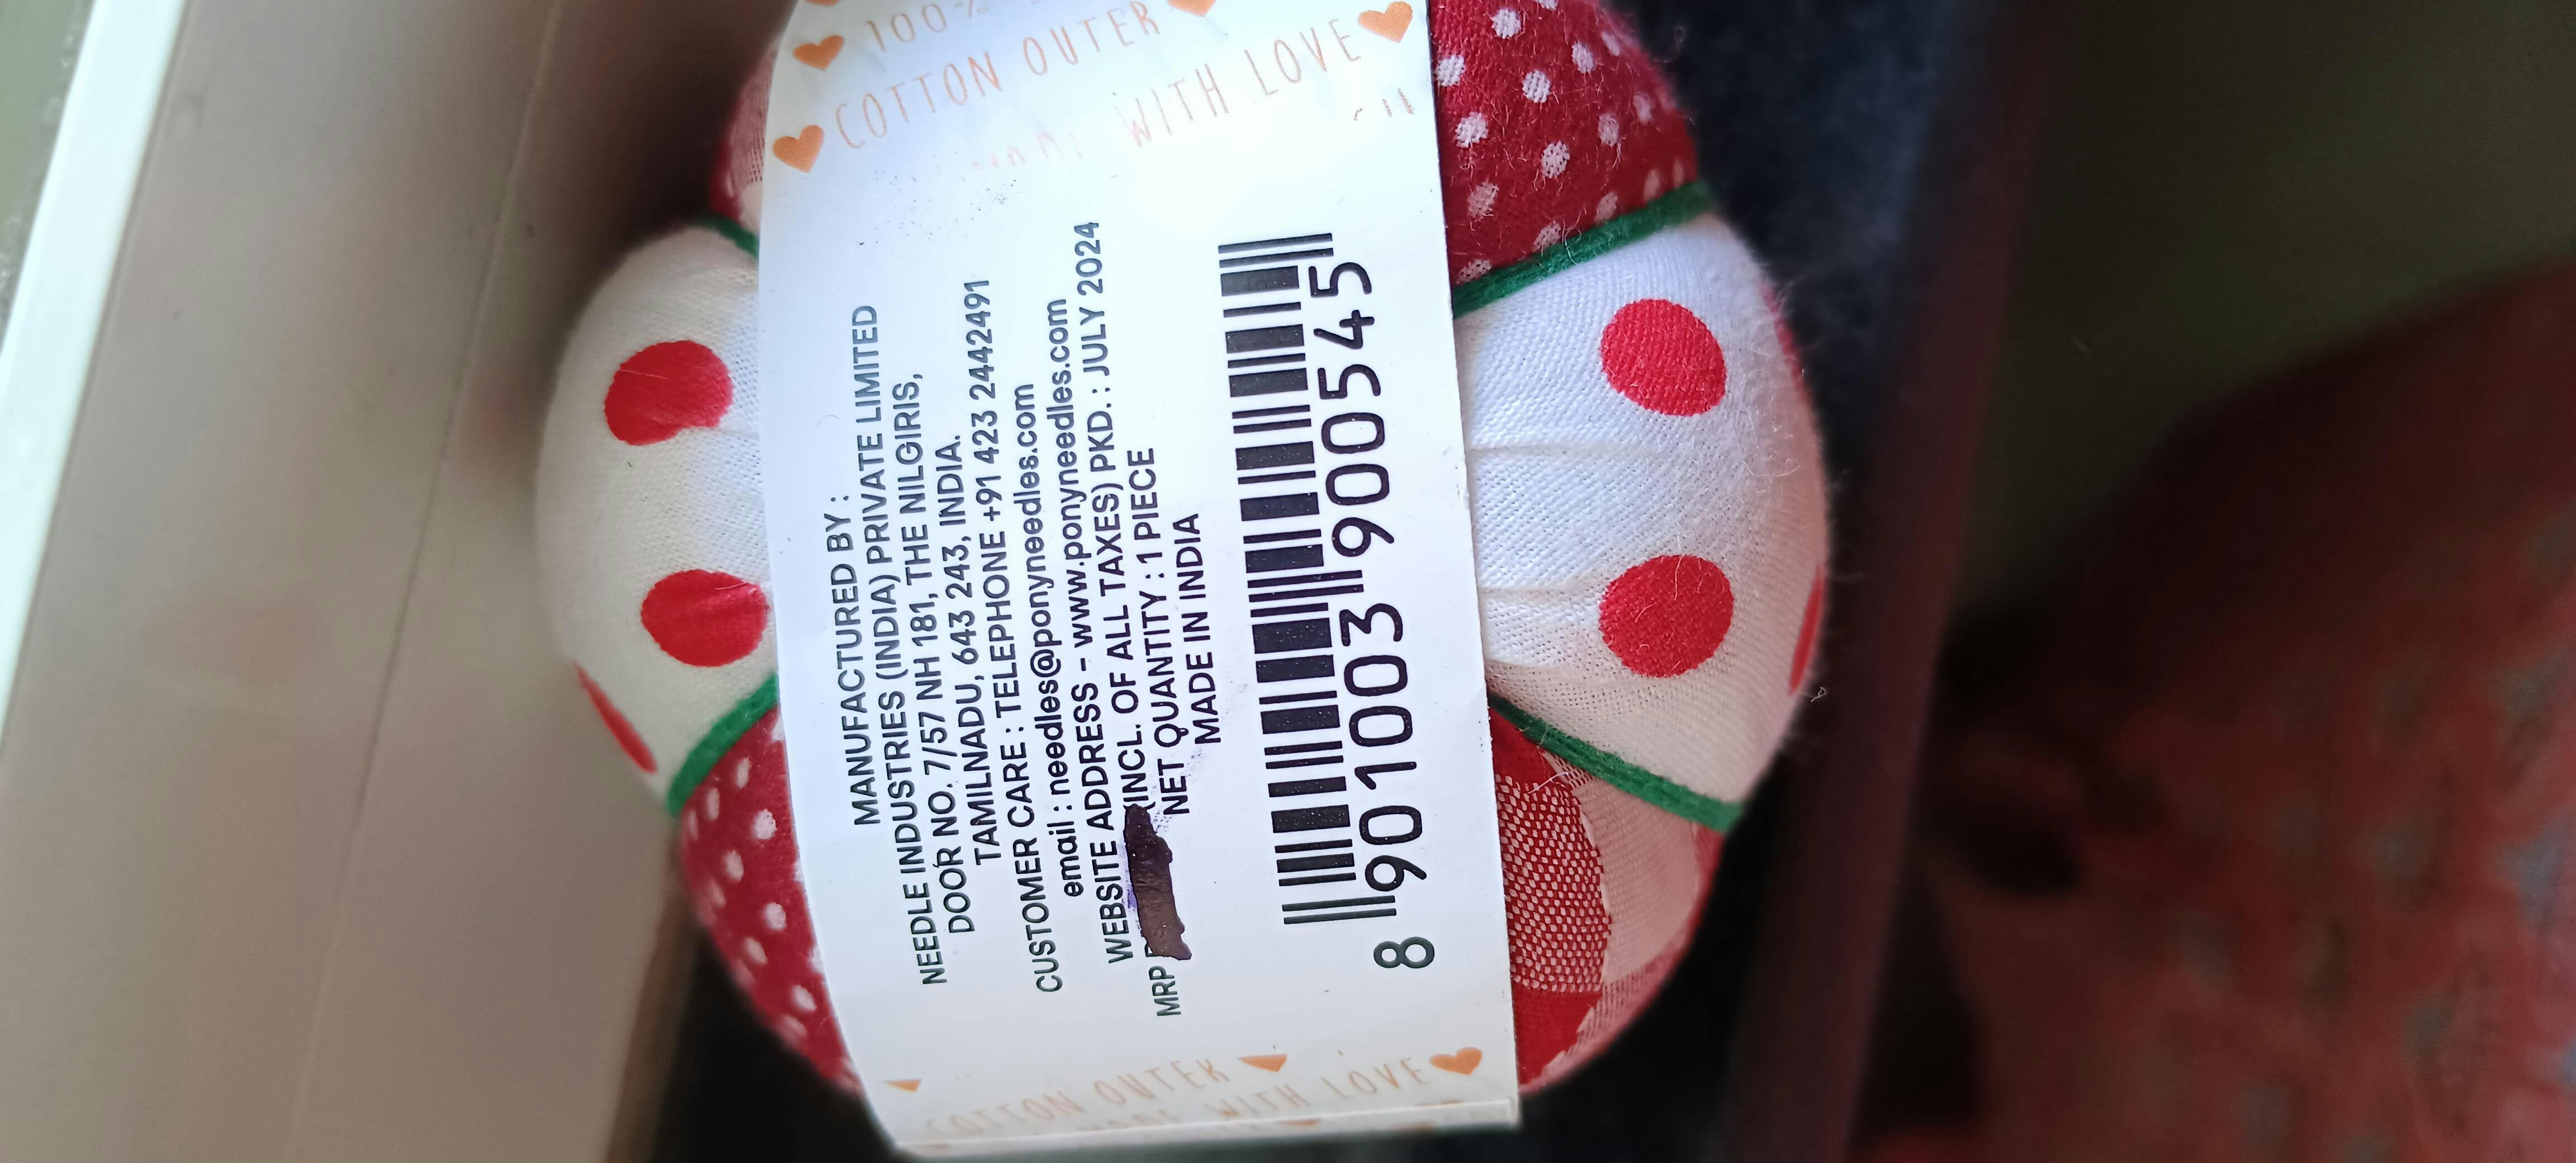 100%
COTTON OUTER
WITH LOVE
MANUFACTURED BY :
NEEDLE INDUSTRIES (INDIA) PRIVATE LIMITED
DOOR NO. 7/57 NH 181, THE NILGIRIS,
TAMILNADU, 643 243, INDIA.
CUSTOMER CARE : TELEPHONE +91 423 2442491
email : needles@ponyneedles.com
WEBSITE ADDRESS - www.ponyneedles.com
MRP (INCL. OF ALL TAXES) PKD. : JULY 2024
NET QUANTITY : 1 PIECE
MADE IN INDIA
8 901003 900545
COTTON OUTER
MADE WITH LOVE